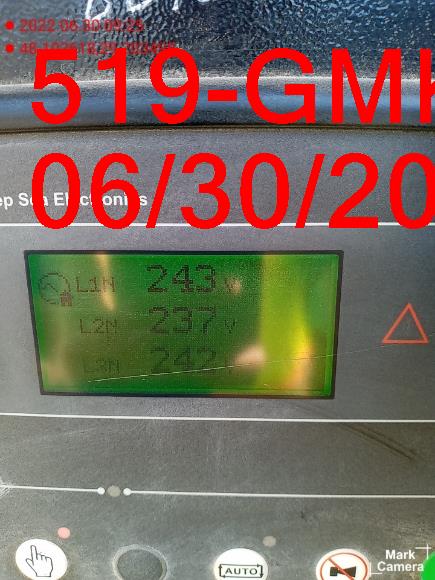 2022 06 30 09:29
519-GMK
06/30/20
ep Sea Electronics
L1N 243 V
L2N 237 V
L3N 242 V
AUTO
Mark
Camera